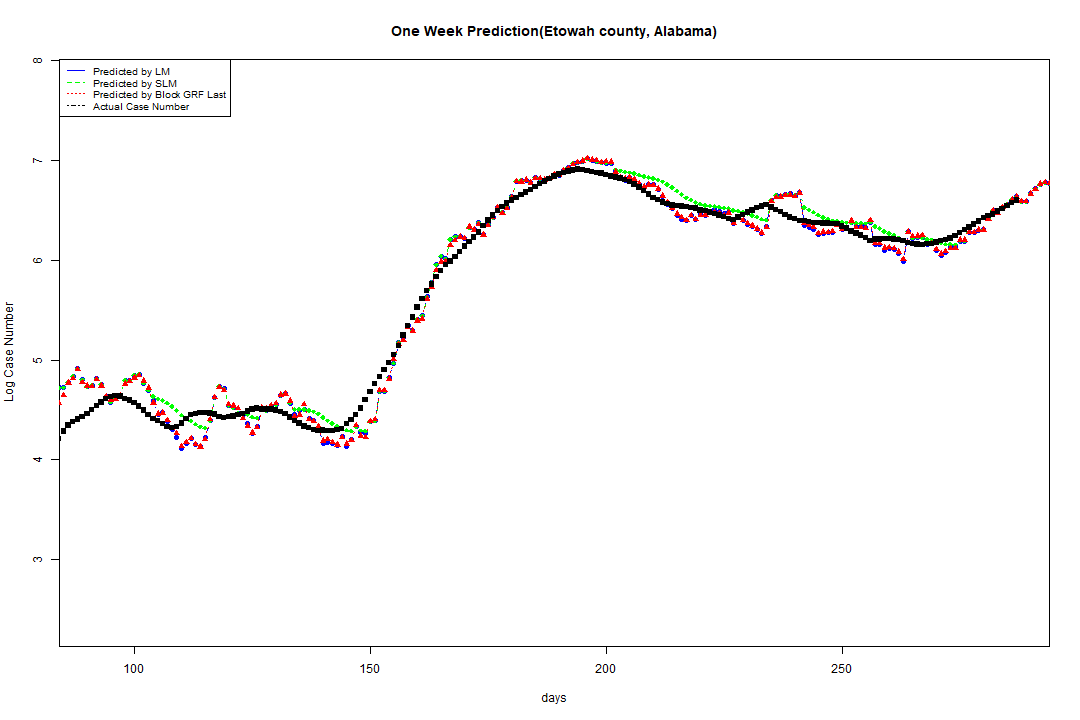 One Week Prediction(Etowah county, Alabama)
Predicted by LM
Predicted by SLM
Predicted by Block GRF Last
Actual Case Number
8
7
6
5
4
3
Log Case Number
100 150 200 250
days